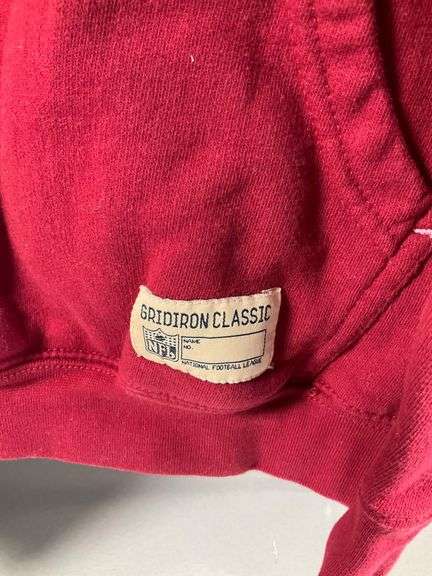 GRIDIRON CLASSIC
NFL
NAME
NO.
NATIONAL FOOTBALL LEAGUE